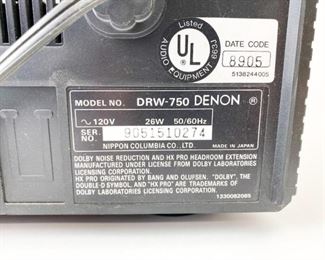 Listed
UL
®
AUDIO EQUIPMENT 663J
DATE CODE
8905
5138244005
MODEL NO. DRW-750 DENON ®
~120V 26W 50/60Hz
SER. NO. 9051510274
NIPPON COLUMBIA CO., LTD. MADE IN JAPAN
DOLBY NOISE REDUCTION AND HX PRO HEADROOM EXTENSION
MANUFACTURED UNDER LICENSE FROM DOLBY LABORATORIES
LICENSING CORPORATION.
HX PRO ORIGINATED BY BANG AND OLUFSEN. "DOLBY", THE
DOUBLE-D SYMBOL, AND "HX PRO" ARE TRADEMARKS OF
DOLBY LABORATORIES LICENSING CORPORATION.
1330082085